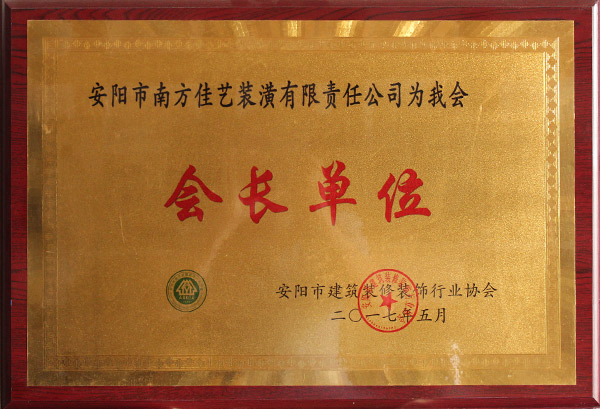 安阳市南方佳艺装潢有限责任公司为我会
会长单位
安阳市建筑装修装饰行业协会
二〇一七年五月